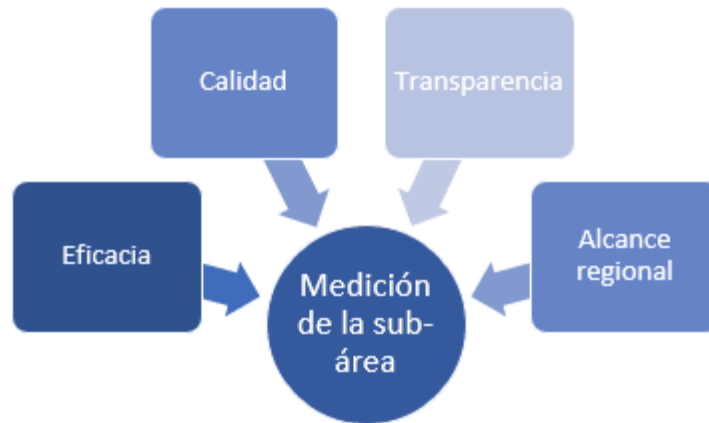 Calidad
Transparencia
Eficacia
Alcance
regional
Medición
de la sub-
área